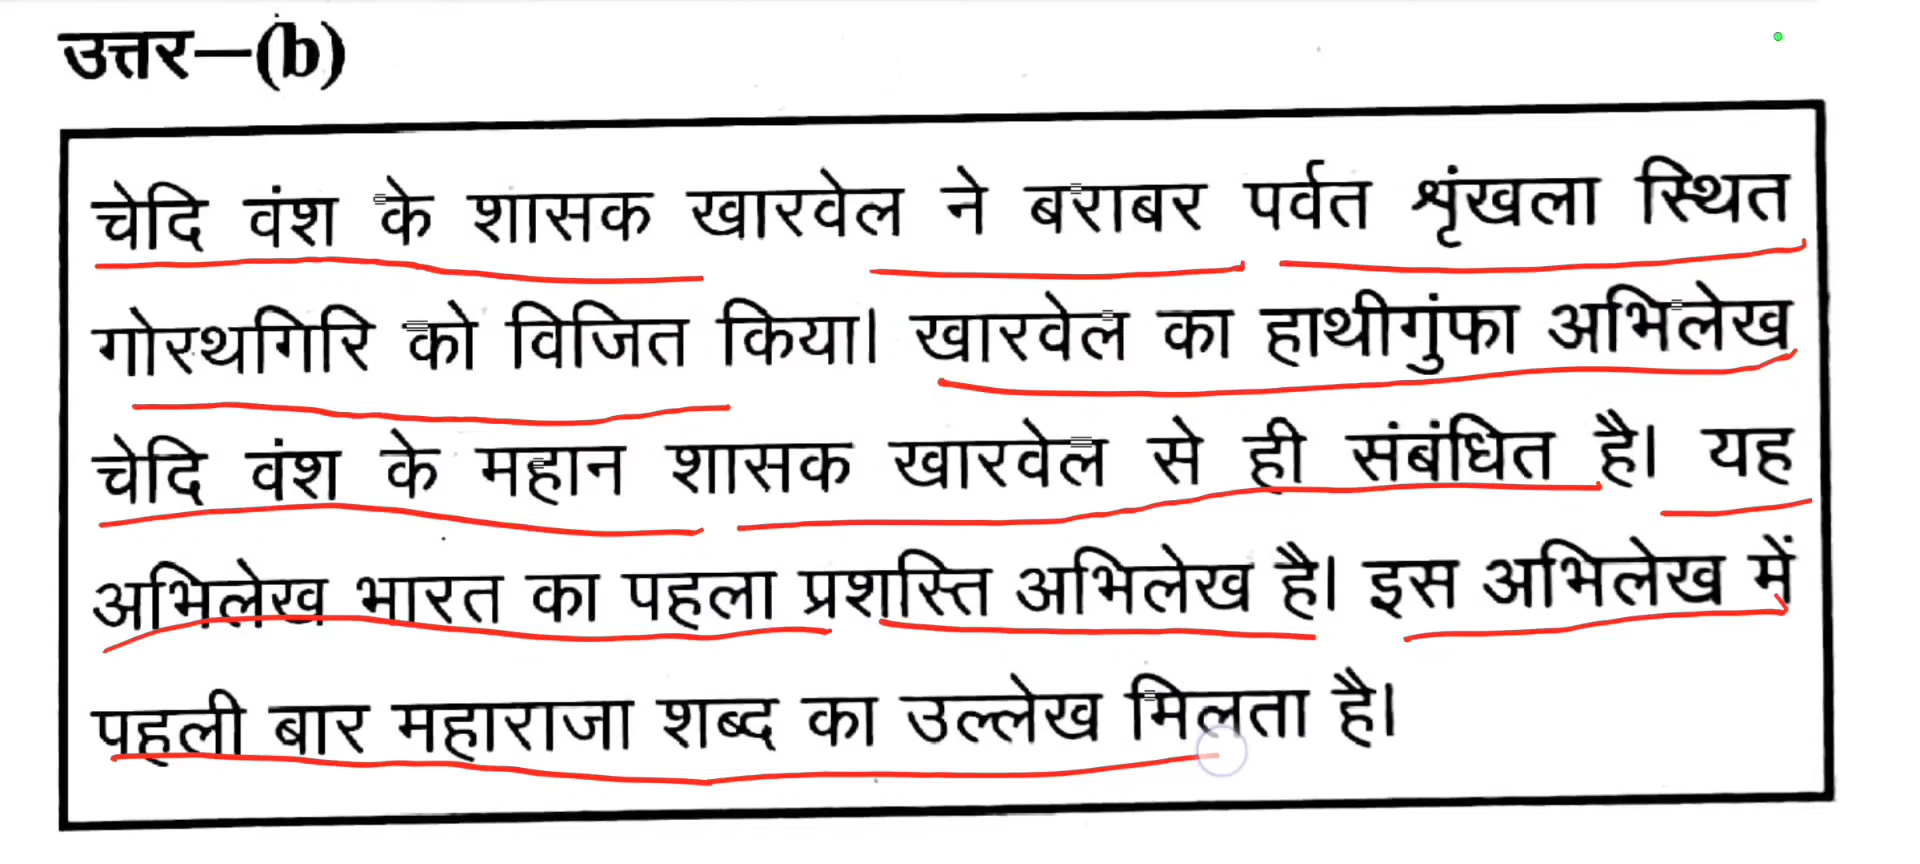 उत्तर—(b)
चेदि वंश के शासक खारवेल ने बराबर पर्वत शृंखला स्थित
गोरथगिरि को विजित किया। खारवेल का हाथीगुंफा अभिलेख
चेदि वंश के महान शासक खारवेल से ही संबंधित है। यह
अभिलेख भारत का पहला प्रशस्ति अभिलेख है। इस अभिलेख में
पहली बार महाराजा शब्द का उल्लेख मिलता है।